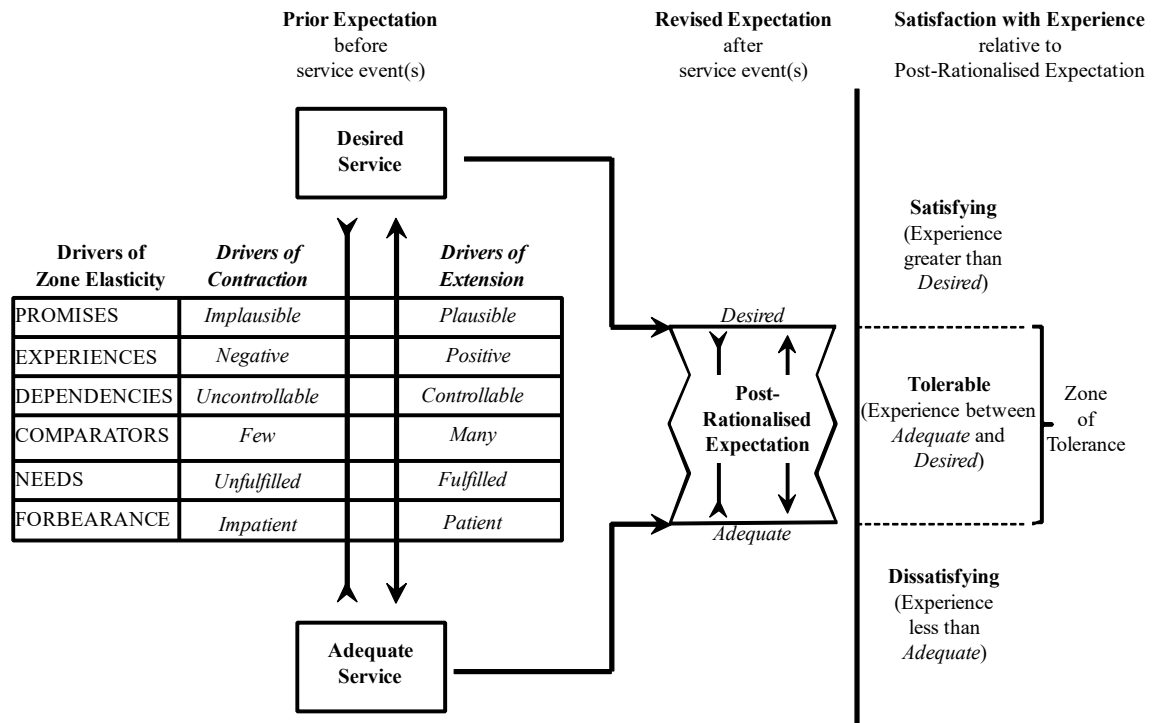 Prior Expectation
before
service event(s)
Revised Expectation
after
service event(s)
Satisfaction with Experience
relative to
Post-Rationalised Expectation
Desired
Service
Drivers of
Zone Elasticity
Drivers of
Contraction
Drivers of
Extension
PROMISES Implausible Plausible
EXPERIENCES Negative Positive
DEPENDENCIES Uncontrollable Controllable
COMPARATORS Few Many
NEEDS Unfulfilled Fulfilled
FORBEARANCE Impatient Patient
Adequate
Service
Desired
Post-
Rationalised
Expectation
Adequate
Satisfying
(Experience
greater than
Desired)
Tolerable
(Experience between
Adequate and
Desired)
Zone
of
Tolerance
Dissatisfying
(Experience
less than
Adequate)